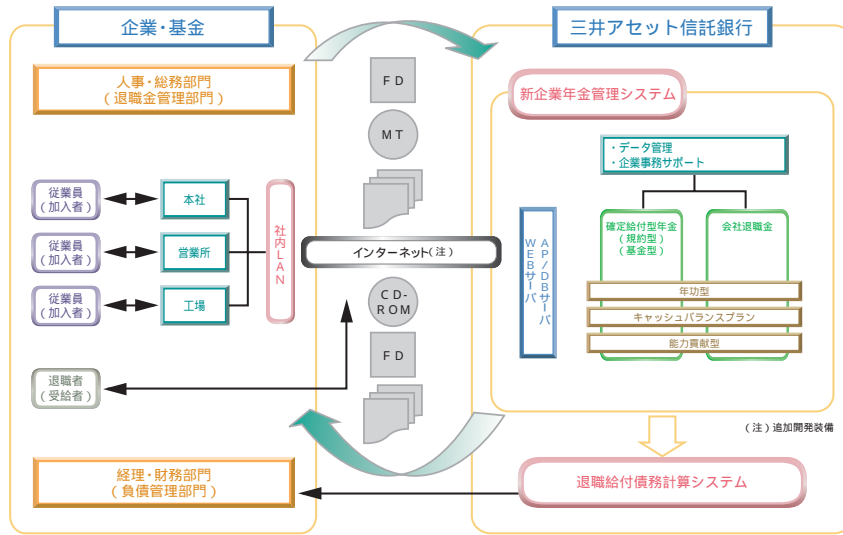 企業・基金
人事・総務部門
（退職金管理部門）
従業員
（加入者）
本社
従業員
（加入者）
営業所
従業員
（加入者）
工場
社内LAN
退職者
（受給者）
経理・財務部門
（負債管理部門）
FD
MT
インターネット（注）
CD-
ROM
FD
三井アセット信託銀行
新企業年金管理システム
・データ管理
・企業事務サポート
AP/DBサーバ
WEBサーバ
確定給付型年金
（規約型）
（基金型）
会社退職金
年功型
キャッシュバランスプラン
能力貢献型
（注）追加開発装備
退職給付債務計算システム